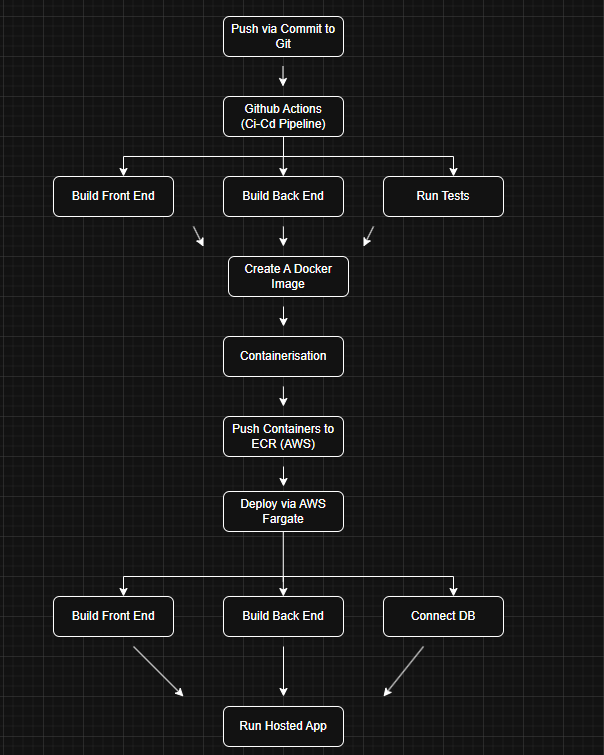 Push via Commit to
Git
Github Actions
(Ci-Cd Pipeline)
Build Front End
Build Back End
Run Tests
Create A Docker
Image
Containerisation
Push Containers to
ECR (AWS)
Deploy via AWS
Fargate
Build Front End
Build Back End
Connect DB
Run Hosted App